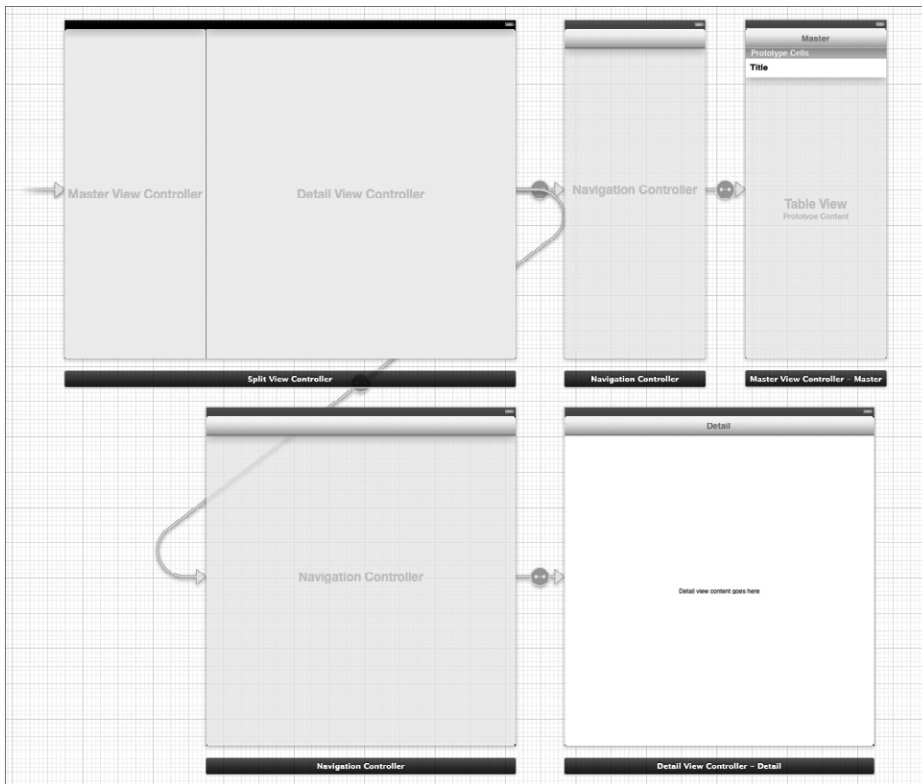 Master View Controller
Detail View Controller
Split View Controller
Navigation Controller
Navigation Controller
Master
Prototype Cells
Title
Table View
Prototype Content
Master View Controller – Master
Navigation Controller
Navigation Controller
Detail
Detail view content goes here
Detail View Controller – Detail